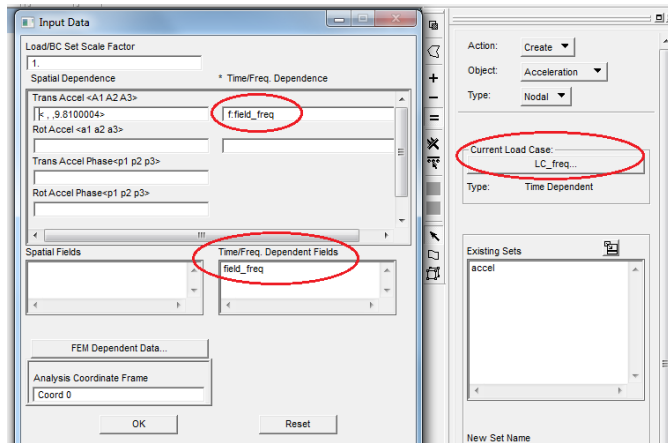 Input Data
Load/BC Set Scale Factor
1.
Spatial Dependence
* Time/Freq. Dependence
Trans Accel <A1 A2 A3>
< , ,9.8100004>
f:field_freq
Rot Accel <a1 a2 a3>
Trans Accel Phase<p1 p2 p3>
Rot Accel Phase<p1 p2 p3>
Spatial Fields
Time/Freq. Dependent Fields
field_freq
FEM Dependent Data...
Analysis Coordinate Frame
Coord 0
OK
Reset
Action:
Create
Object:
Acceleration
Type:
Nodal
Current Load Case:
LC_freq...
Type:
Time Dependent
Existing Sets
accel
New Set Name